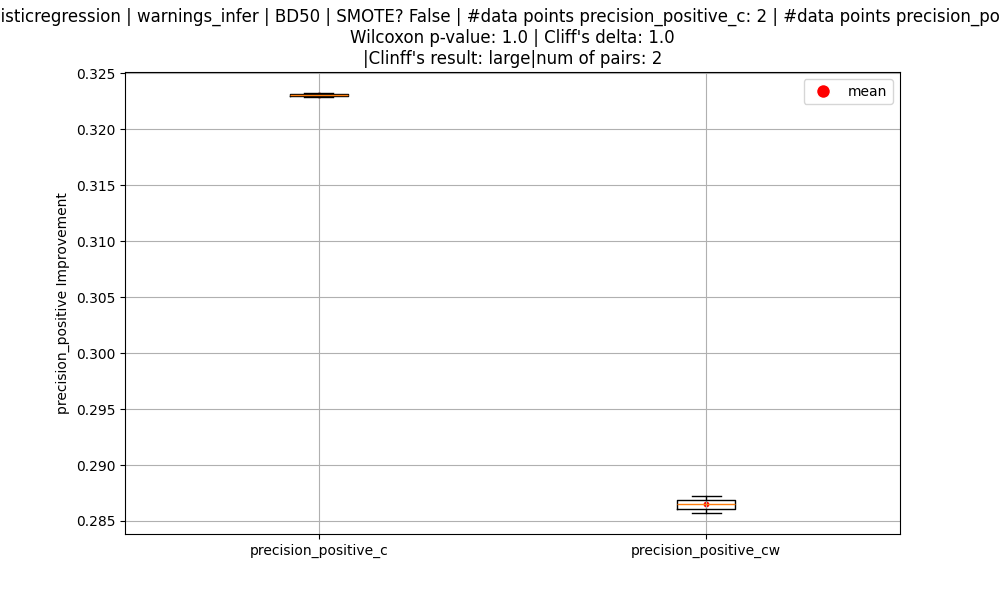 isticregression | warnings_infer | BD50 | SMOTE? False | #data points precision_positive_c: 2 | #data points precision_po
Wilcoxon p-value: 1.0 | Cliff's delta: 1.0
|Clinff's result: large|num of pairs: 2
mean
0.325
0.320
0.315
0.310
0.305
0.300
0.295
0.290
0.285
precision_positive Improvement
precision_positive_c
precision_positive_cw